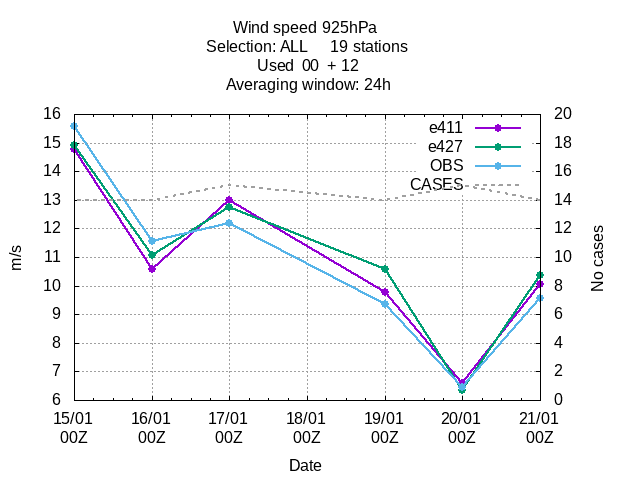 Wind speed 925hPa
Selection: ALL     19 stations
Used  00  + 12
Averaging window: 24h
16 20
15 18
14 16
13 14
12 12
11 10
10 8
9 6
8 4
7 2
6 0
e411
e427
OBS
CASES
m/s
No cases
15/01 16/01 17/01 18/01 19/01 20/01 21/01
00Z 00Z 00Z 00Z 00Z 00Z 00Z
Date